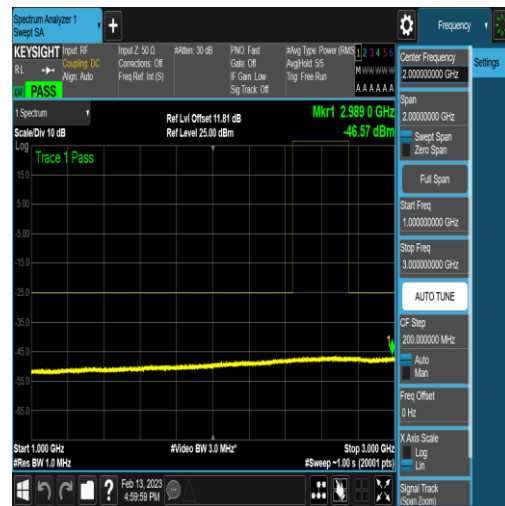 Spectrum Analyzer 1
Swept SA
Frequency
KEYSIGHT
RL
LXI PASS
Input: RF
Coupling: DC
Align: Auto
Input Z: 50 Ω
Corrections: Off
Freq Ref: Int (S)
#Atten: 30 dB
PNO: Fast
Gate: Off
IF Gain: Low
Sig Track: Off
#Avg Type: Power (RMS
Avg|Hold: 5/5
Trig: Free Run
1 2 3 4 5 6
M W W W W W
A A A A A A
1 Spectrum
Scale/Div 10 dB
Ref Lvl Offset 11.81 dB
Ref Level 25.00 dBm
Mkr1 2.989 0 GHz
-46.57 dBm
Log
Trace 1 Pass
15.0
5.00
-5.00
-15.0
-25.0
-35.0
-45.0
-55.0
-65.0
1
Start 1.000 GHz
#Res BW 1.0 MHz
#Video BW 3.0 MHz*
Stop 3.000 GHz
#Sweep ~1.00 s (20001 pts)
?
Feb 13, 2023
4:59:59 PM
Center Frequency
2.000000000 GHz
Settings
Span
2.00000000 GHz
Swept Span
Zero Span
Full Span
Start Freq
1.000000000 GHz
Stop Freq
3.000000000 GHz
AUTO TUNE
CF Step
200.000000 MHz
Auto
Man
Freq Offset
0 Hz
X Axis Scale
Log
Lin
Signal Track
(Span Zoom)